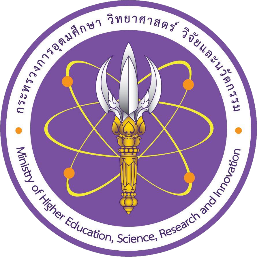 กระทรวงการอุดมศึกษา วิทยาศาสตร์ วิจัยและนวัตกรรม
Ministry of Higher Education, Science, Research and Innovation